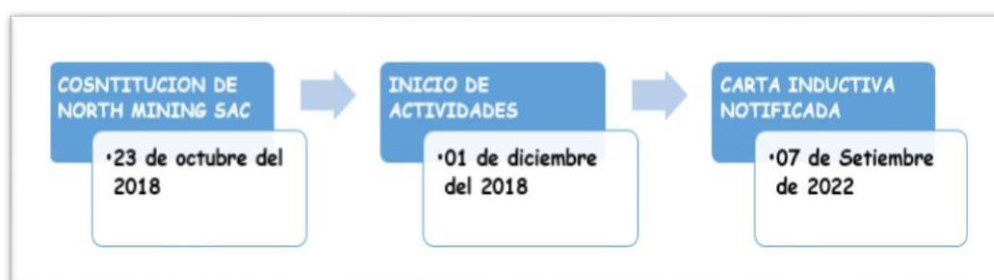 COSNTITUCION DE
NORTH MINING SAC
·23 de octubre del
2018
INICIO DE
ACTIVIDADES
·01 de diciembre
del 2018
CARTA INDUCTIVA
NOTIFICADA
·07 de Setiembre
de 2022